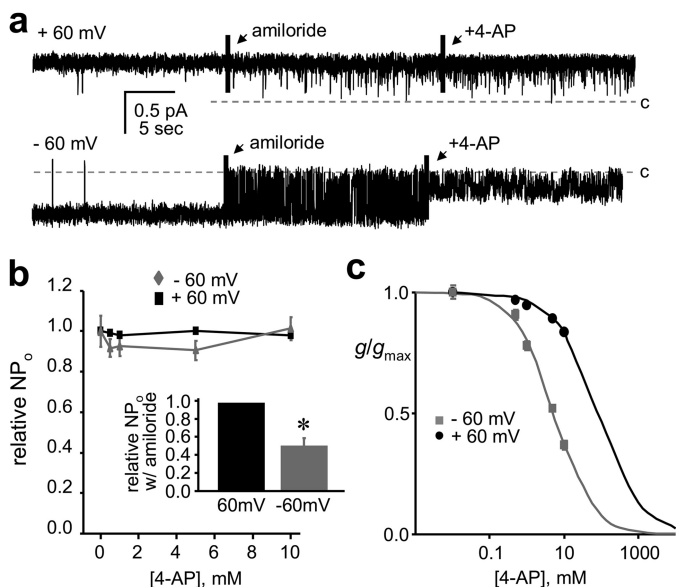 a
+ 60 mV
amiloride
+4-AP
0.5 pA
5 sec
c
- 60 mV
amiloride
+4-AP
c
b
- 60 mV
+ 60 mV
1.2
1.0
0.8
0.6
0.4
0.2
0.0
relative NPo
relative NPo
w/ amiloride
1.0
0.8
0.6
0.4
0.2
0.0
*
60mV -60mV
0 2 4 6 8 10
[4-AP], mM
c
1.0
g/gmax
0.5
- 60 mV
+ 60 mV
0.0
0.1 10 1000
[4-AP], mM